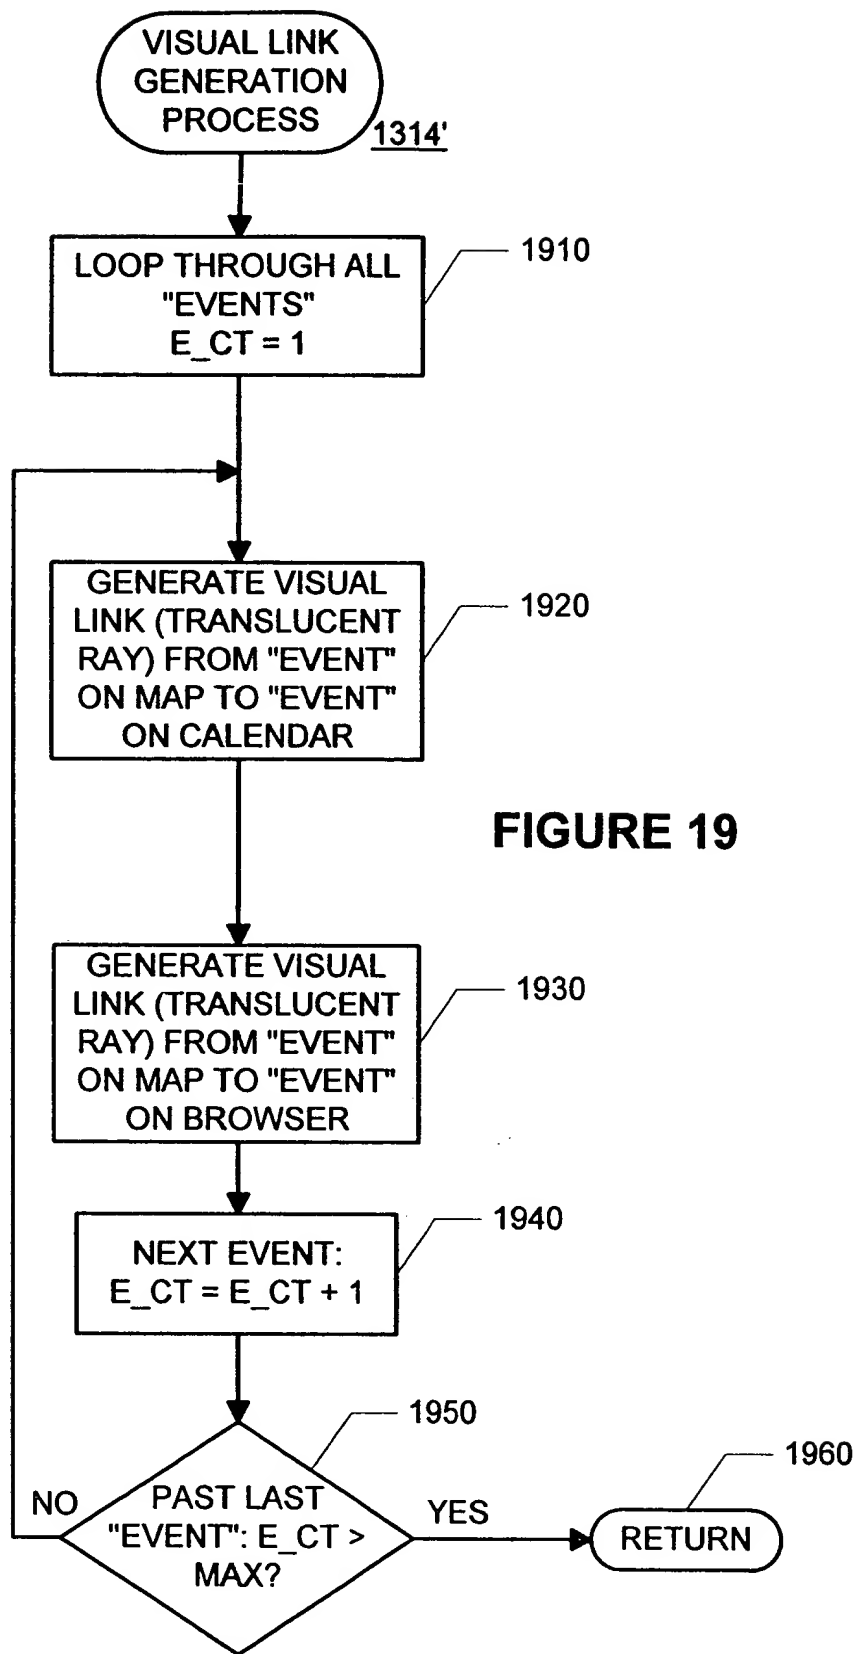 VISUAL LINK
GENERATION
PROCESS
1314'
LOOP THROUGH ALL
"EVENTS"
E_CT = 1
1910
GENERATE VISUAL
LINK (TRANSLUCENT
RAY) FROM "EVENT"
ON MAP TO "EVENT"
ON CALENDAR
1920
FIGURE 19
GENERATE VISUAL
LINK (TRANSLUCENT
RAY) FROM "EVENT"
ON MAP TO "EVENT"
ON BROWSER
1930
NEXT EVENT:
E_CT = E_CT + 1
1940
PAST LAST
"EVENT": E_CT >
MAX?
1950
NO
YES
RETURN
1960